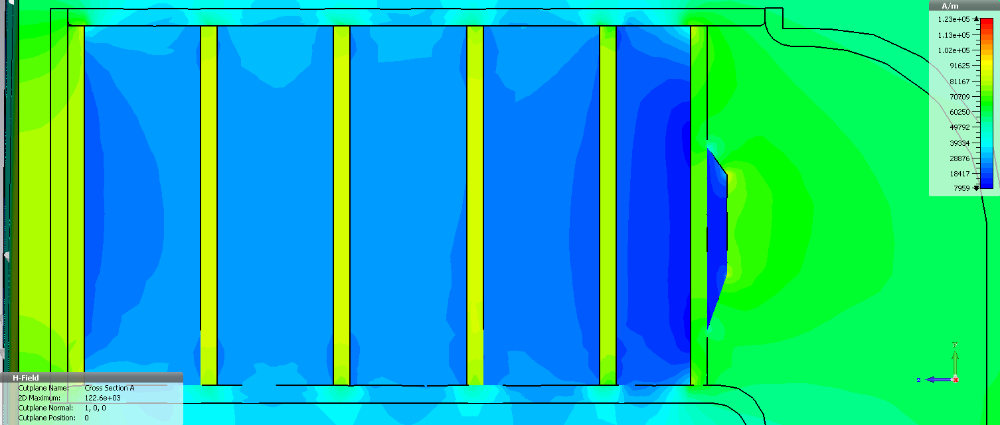 A/m
1.23e+05
1.13e+05
1.02e+05
91625
81167
70709
60250
49792
39334
28876
18417
7959
H-Field
Cutplane Name: Cross Section A
2D Maximum: 122.6e+03
Cutplane Normal: 1, 0, 0
Cutplane Position: 0
Y
z
x